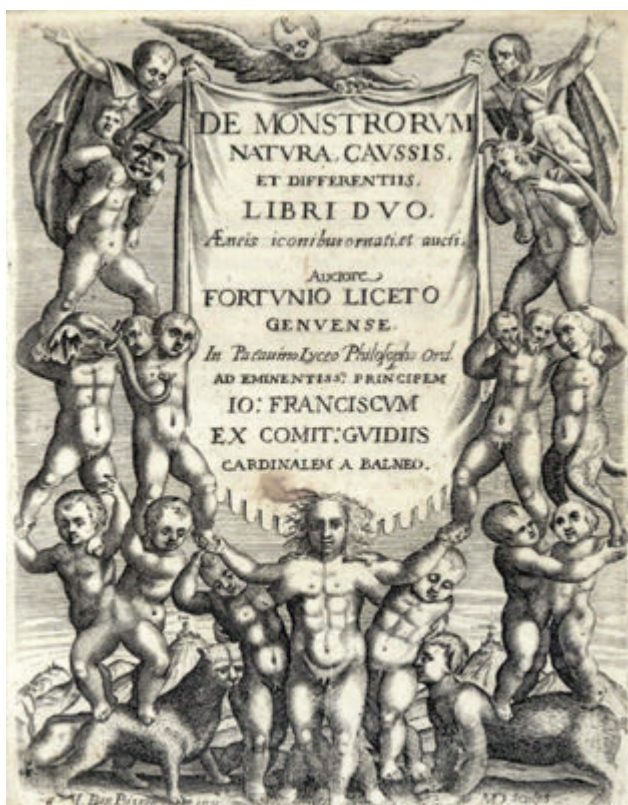 DE MONSTRORVM
NATVRA. CAVSSIS.
ET DIFFERENTIIS.
LIBRI DVO.
Æneis iconibus ornati, et aucti.
Auctore
FORTVNIO LICETO
GENVENSE.
In Patauino Lyceo Philosopho Ord.
AD EMINENTISS: PRINCIPEM
IO: FRANCISCVM
EX COMIT: GVIDIIS
CARDINALEM A BALNEO.